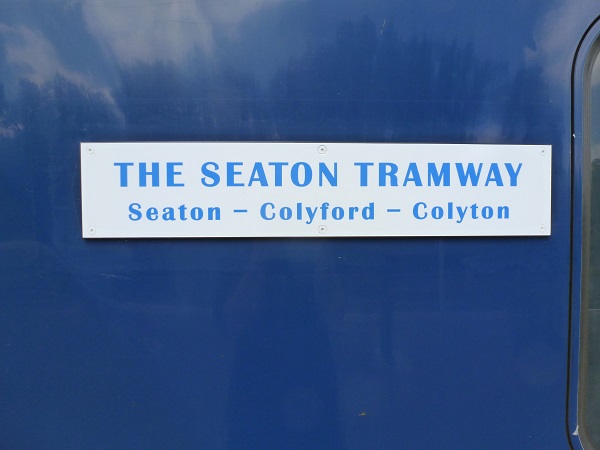 THE SEATON TRAMWAY
Seaton – Colyford – Colyton